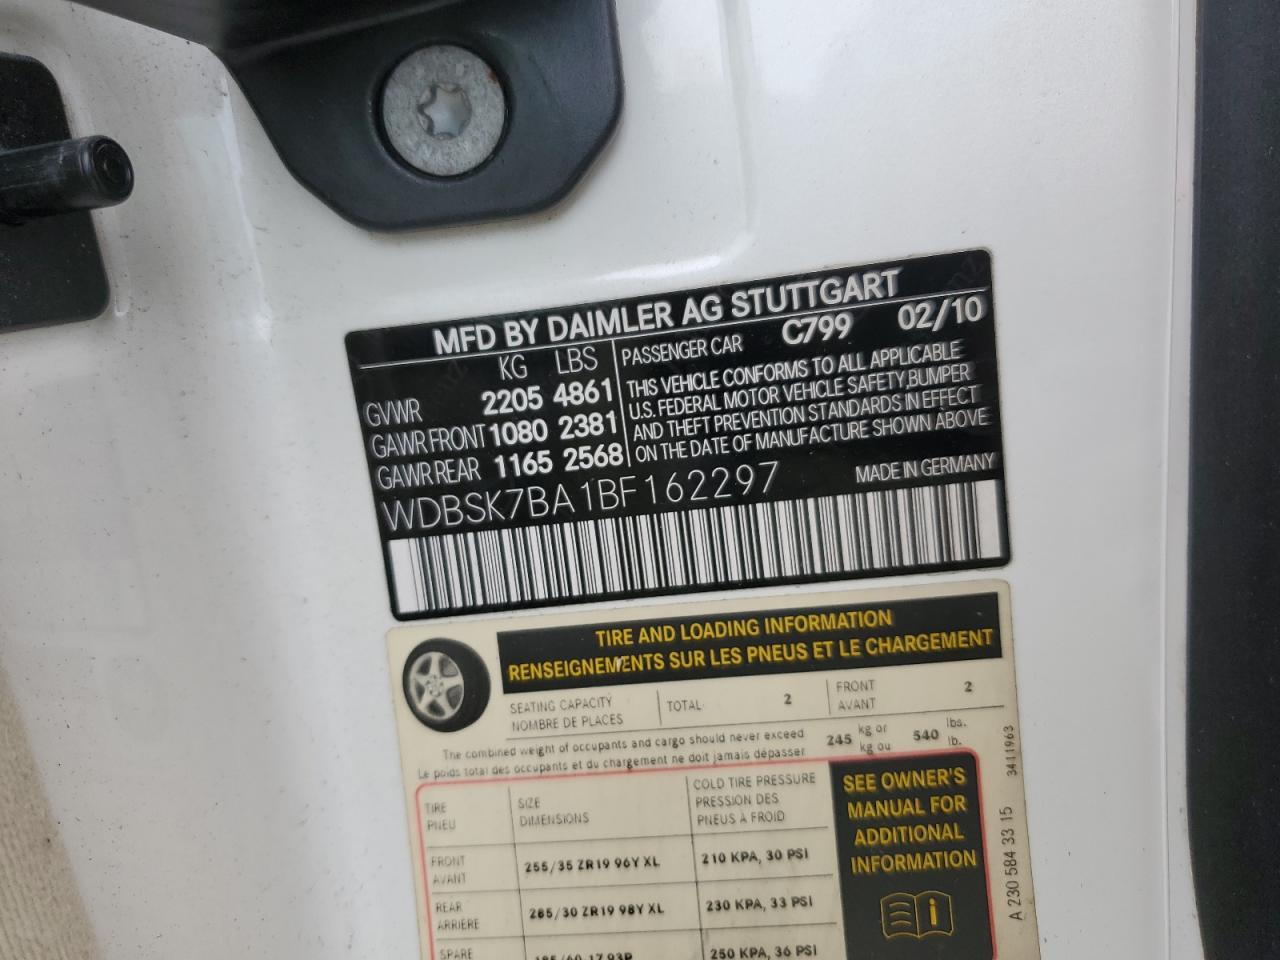 MFD BY DAIMLER AG STUTTGART
KG LBS
GVWR 2205 4861
GAWR FRONT 1080 2381
GAWR REAR 1165 2568
PASSENGER CAR C799 02/10
THIS VEHICLE CONFORMS TO ALL APPLICABLE
U.S. FEDERAL MOTOR VEHICLE SAFETY,BUMPER
AND THEFT PREVENTION STANDARDS IN EFFECT
ON THE DATE OF MANUFACTURE SHOWN ABOVE
WDBSK7BA1BF162297 MADE IN GERMANY
TIRE AND LOADING INFORMATION
RENSEIGNEMENTS SUR LES PNEUS ET LE CHARGEMENT
SEATING CAPACITY
NOMBRE DE PLACES
TOTAL 2
FRONT
AVANT
2
The combined weight of occupants and cargo should never exceed
Le poids total des occupants et du chargement ne doit jamais dépasser
245 kg or
kg ou
540 lbs.
lb.
TIRE
PNEU
SIZE
DIMENSIONS
COLD TIRE PRESSURE
PRESSION DES
PNEUS À FROID
FRONT
AVANT
255/35 ZR19 96Y XL
210 KPA, 30 PSI
REAR
ARRIÈRE
285/30 ZR19 98Y XL
230 KPA, 33 PSI
SPARE
185/60-17 93P
250 KPA, 36 PSI
SEE OWNER'S
MANUAL FOR
ADDITIONAL
INFORMATION
A 230 584 33 15 3411963